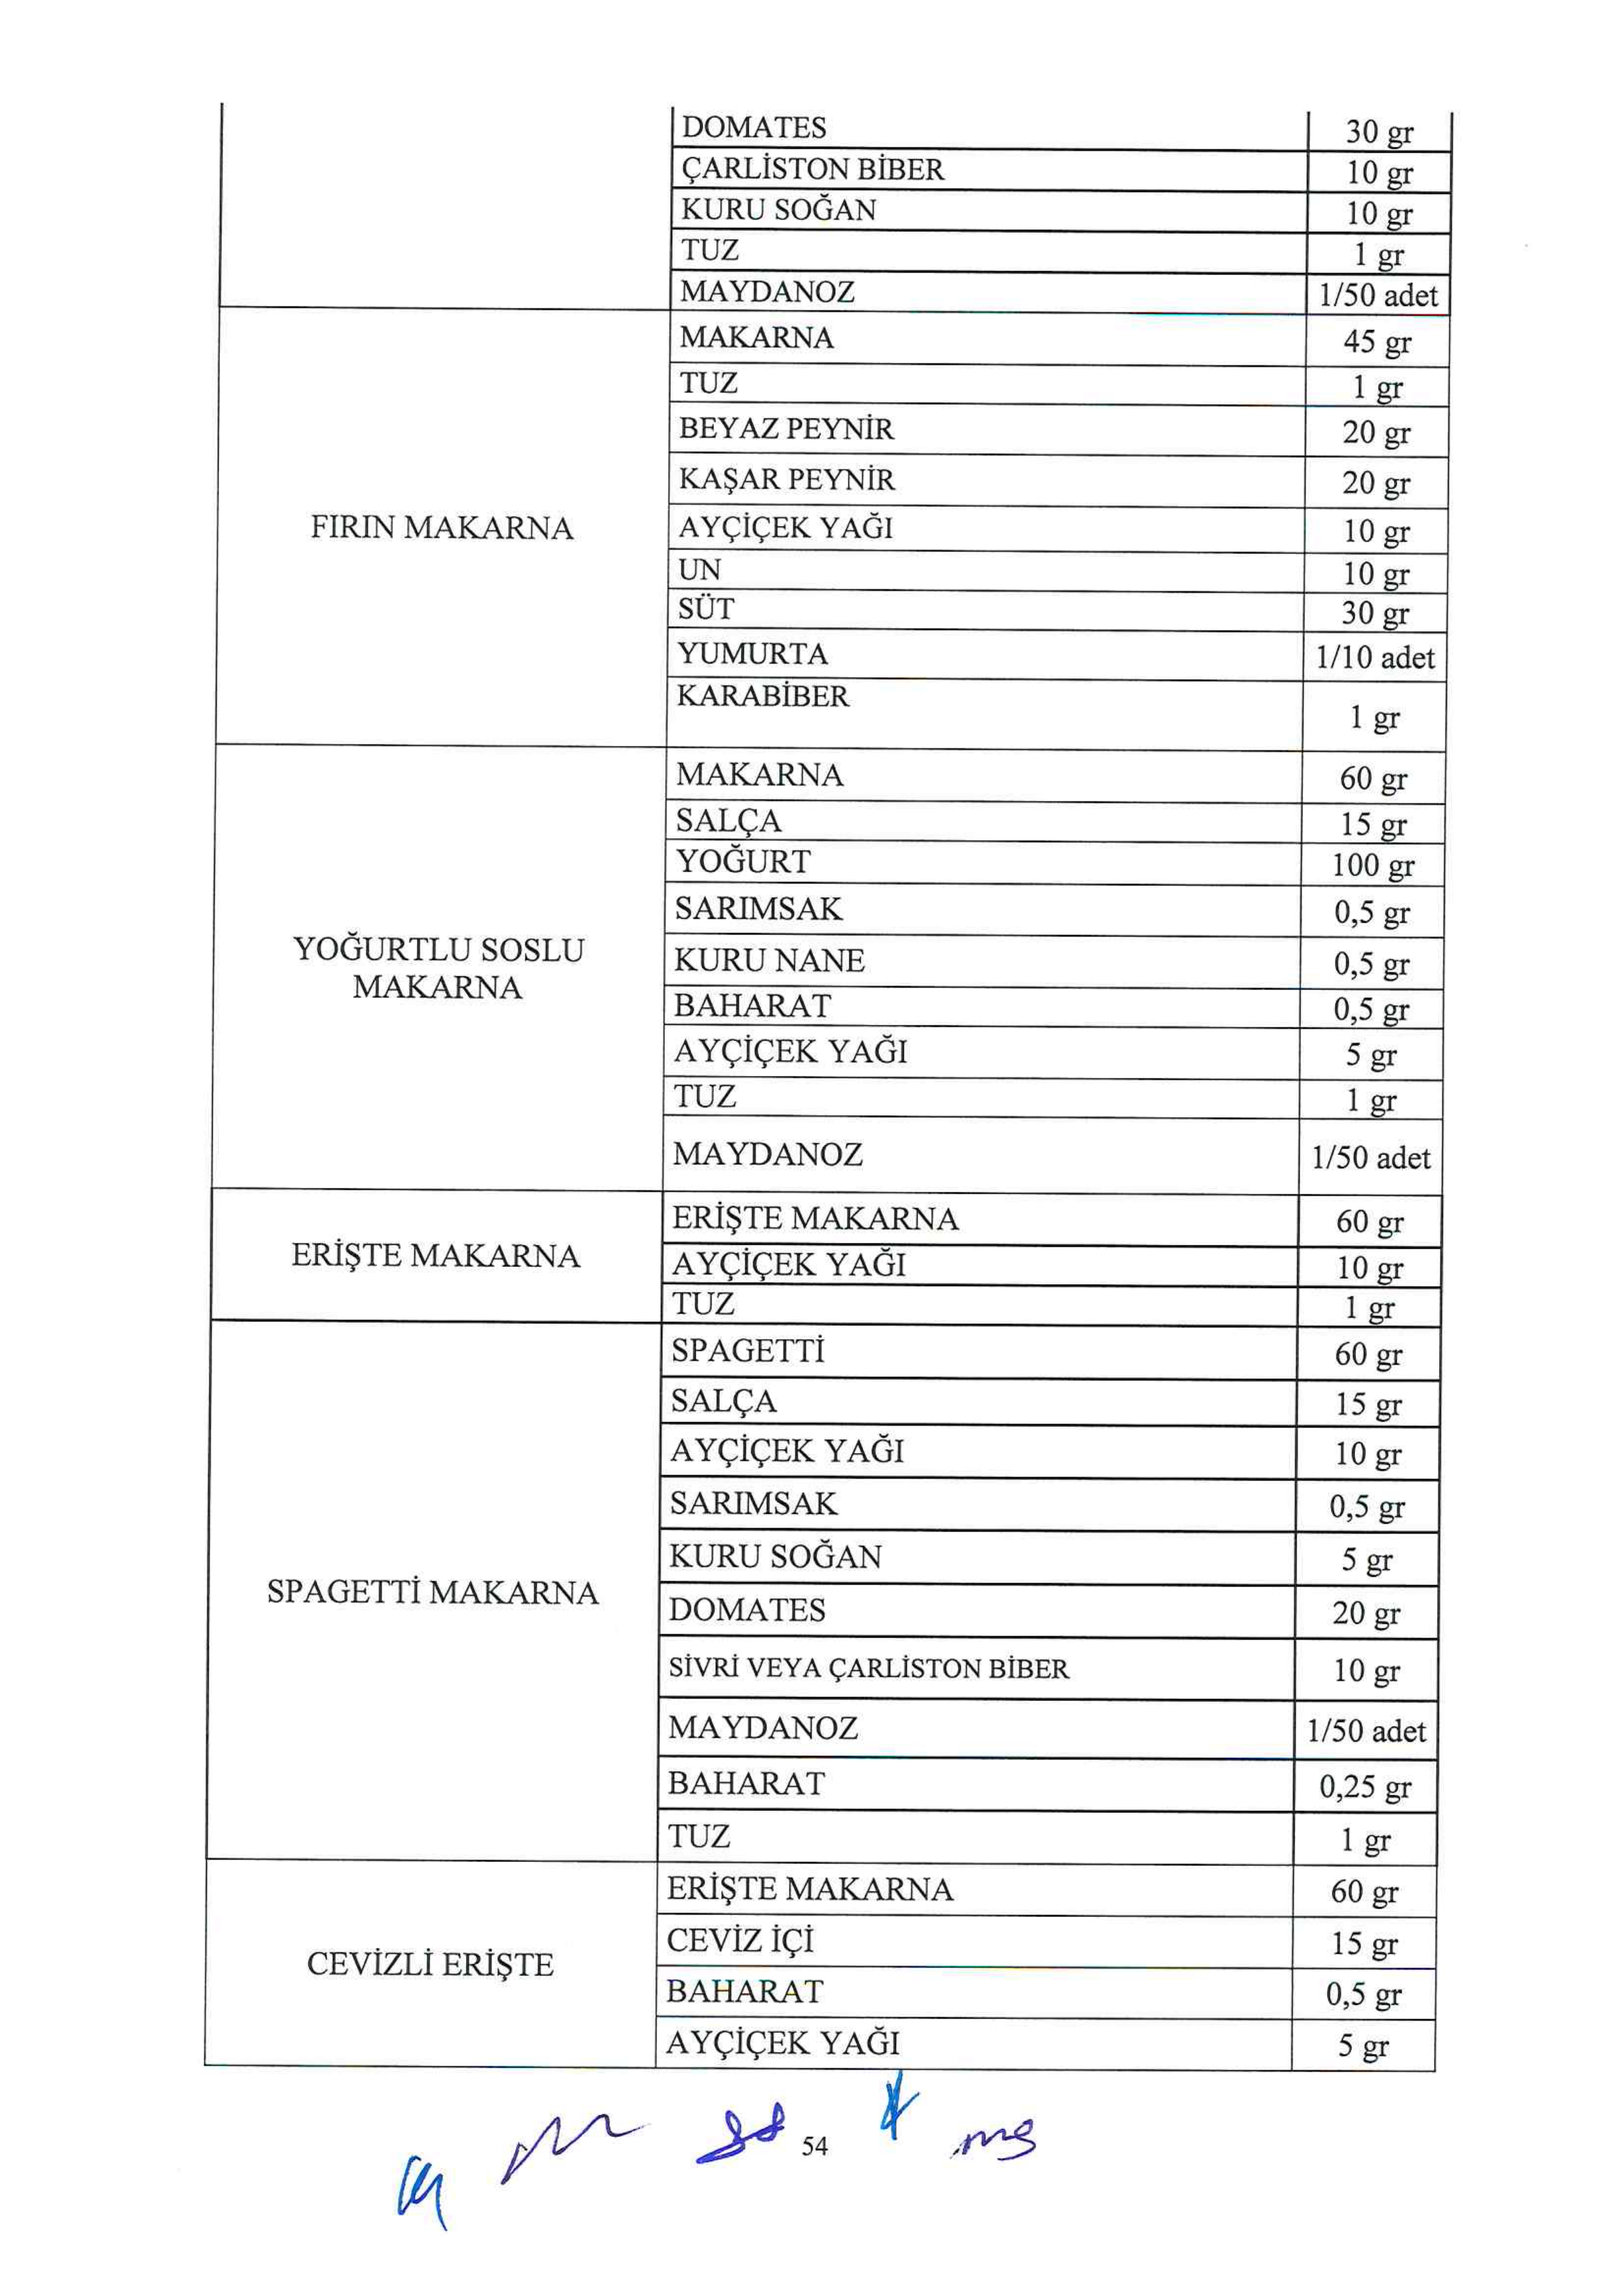 DOMATES 30 gr
ÇARLİSTON BİBER 10 gr
KURU SOĞAN 10 gr
TUZ 1 gr
MAYDANOZ 1/50 adet
FIRIN MAKARNA
MAKARNA 45 gr
TUZ 1 gr
BEYAZ PEYNİR 20 gr
KAŞAR PEYNİR 20 gr
AYÇİÇEK YAĞI 10 gr
UN 10 gr
SÜT 30 gr
YUMURTA 1/10 adet
KARABİBER 1 gr
YOĞURTLU SOSLU
MAKARNA
MAKARNA 60 gr
SALÇA 15 gr
YOĞURT 100 gr
SARIMSAK 0,5 gr
KURU NANE 0,5 gr
BAHARAT 0,5 gr
AYÇİÇEK YAĞI 5 gr
TUZ 1 gr
MAYDANOZ 1/50 adet
ERİŞTE MAKARNA
ERİŞTE MAKARNA 60 gr
AYÇİÇEK YAĞI 10 gr
TUZ 1 gr
SPAGETTİ MAKARNA
SPAGETTİ 60 gr
SALÇA 15 gr
AYÇİÇEK YAĞI 10 gr
SARIMSAK 0,5 gr
KURU SOĞAN 5 gr
DOMATES 20 gr
SİVRİ VEYA ÇARLİSTON BİBER 10 gr
MAYDANOZ 1/50 adet
BAHARAT 0,25 gr
TUZ 1 gr
CEVİZLİ ERİŞTE
ERİŞTE MAKARNA 60 gr
CEVİZ İÇİ 15 gr
BAHARAT 0,5 gr
AYÇİÇEK YAĞI 5 gr
54